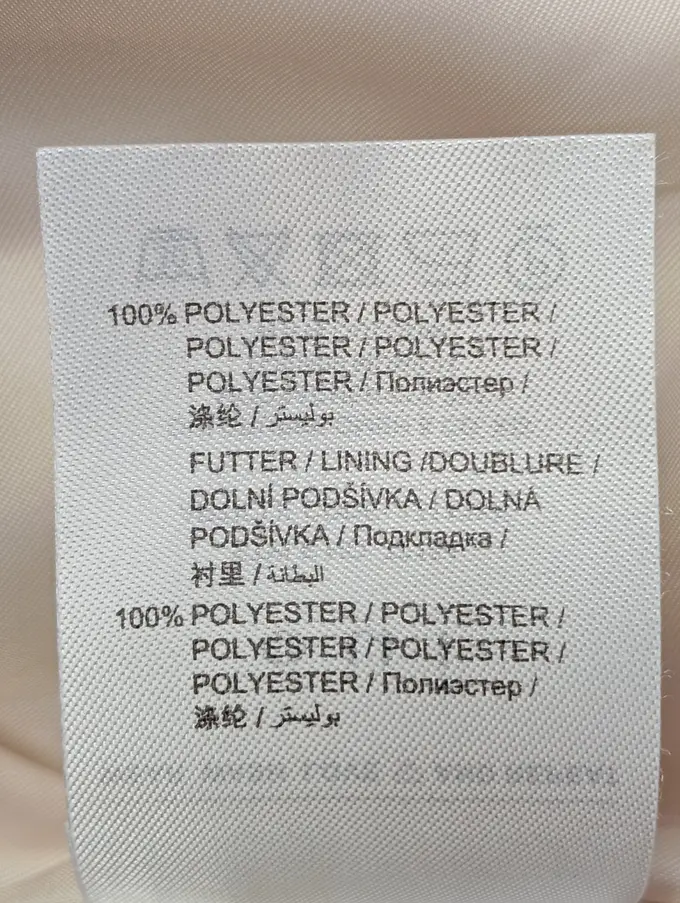 100% POLYESTER / POLYESTER /
POLYESTER / POLYESTER /
POLYESTER / Полиэстер /
涤纶 / بوليستر
FUTTER / LINING /DOUBLURE /
DOLNÍ PODŠÍVKA / DOLNÁ
PODŠÍVKA / Подкладка /
衬里 / البطانة
100% POLYESTER / POLYESTER /
POLYESTER / POLYESTER /
POLYESTER / Полиэстер /
涤纶 / بوليستر